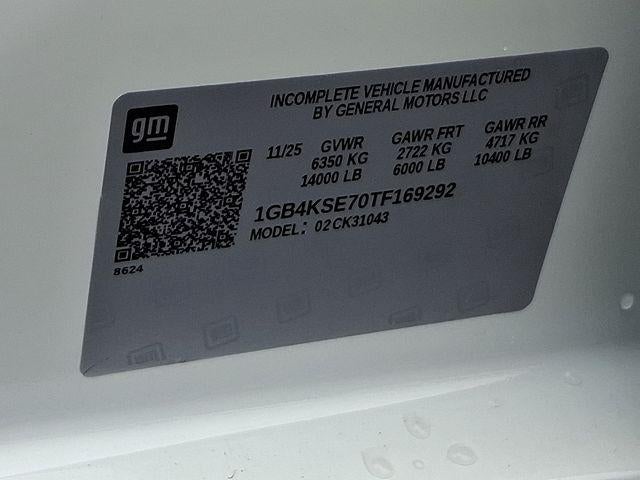 gm
INCOMPLETE VEHICLE MANUFACTURED
BY GENERAL MOTORS LLC
11/25 GVWR GAWR FRT GAWR RR
6350 KG 2722 KG 4717 KG
14000 LB 6000 LB 10400 LB
1GB4KSE70TF169292
MODEL: 02 CK31043
8624